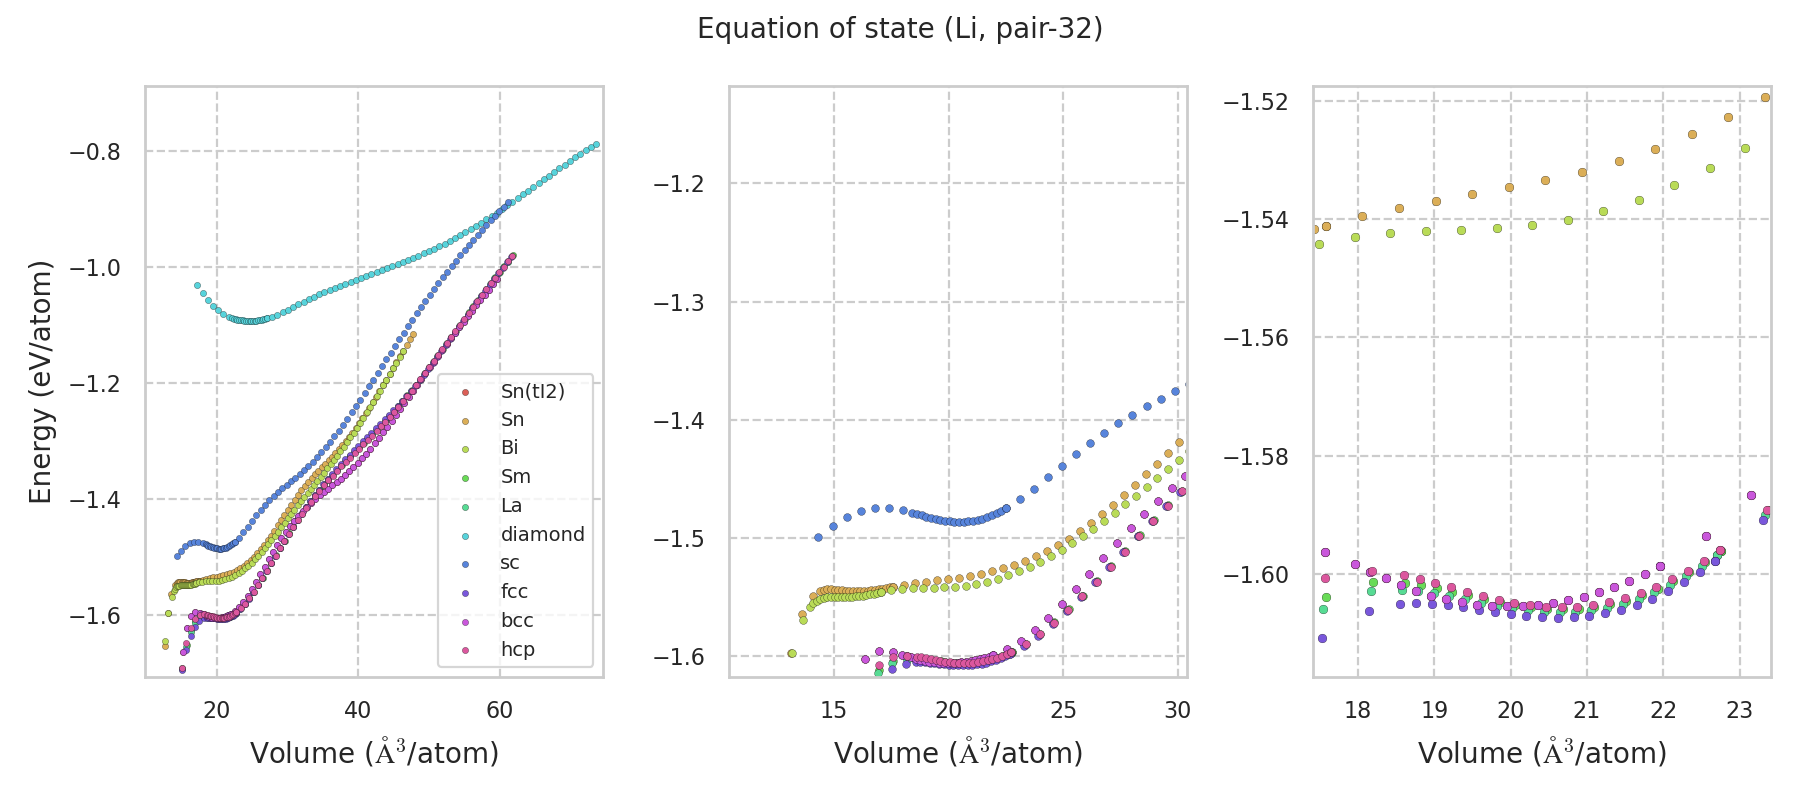 Equation of state (Li, pair-32)
Energy (eV/atom)
−0.8
−1.0
−1.2
−1.4
−1.6
20
40
60
Volume (Å³/atom)
Sn(tI2)
Sn
Bi
Sm
La
diamond
sc
fcc
bcc
hcp
−1.2
−1.3
−1.4
−1.5
−1.6
15
20
25
30
Volume (Å³/atom)
−1.52
−1.54
−1.56
−1.58
−1.60
18
19
20
21
22
23
Volume (Å³/atom)